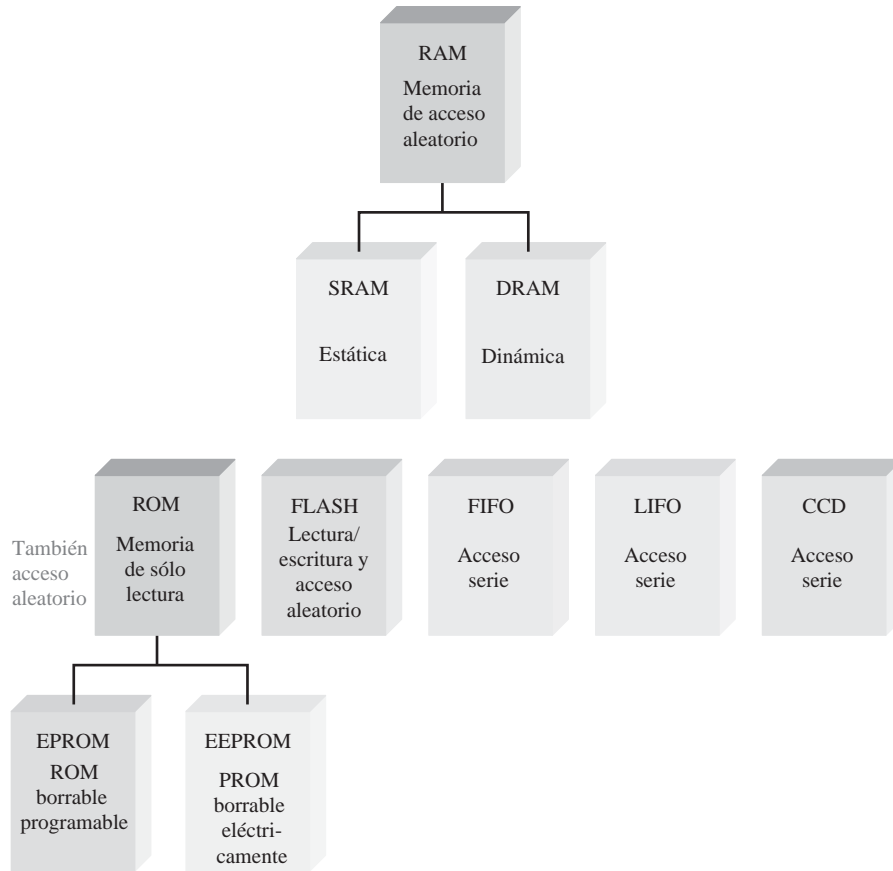 RAM
Memoria
de acceso
aleatorio
SRAM
Estática
DRAM
Dinámica
También
acceso
aleatorio
ROM
Memoria
de sólo
lectura
FLASH
Lectura/
escritura y
acceso
aleatorio
FIFO
Acceso
serie
LIFO
Acceso
serie
CCD
Acceso
serie
EPROM
ROM
borrable
programable
EEPROM
PROM
borrable
eléctri-
camente